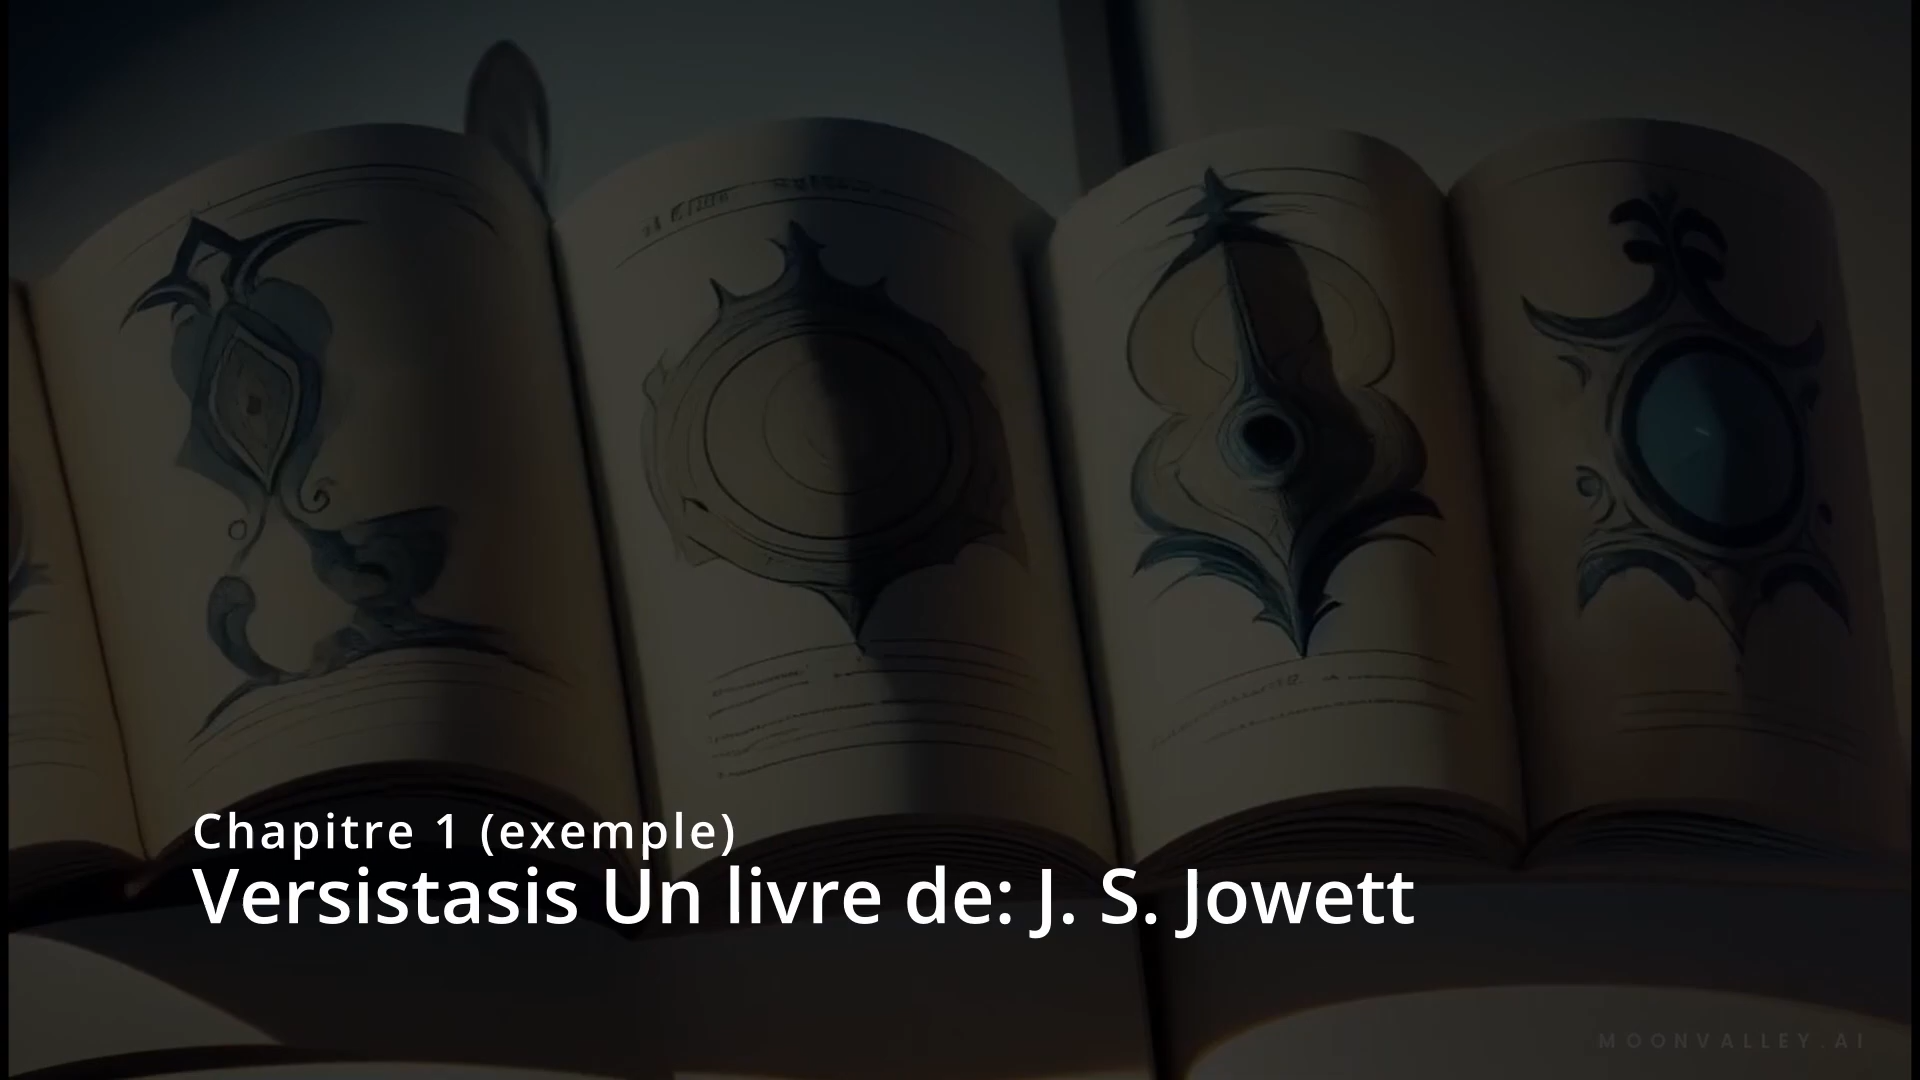 Chapitre 1 (exemple)
Versistasis Un livre de: J. S. Jowett
MOONVALLEY.AI